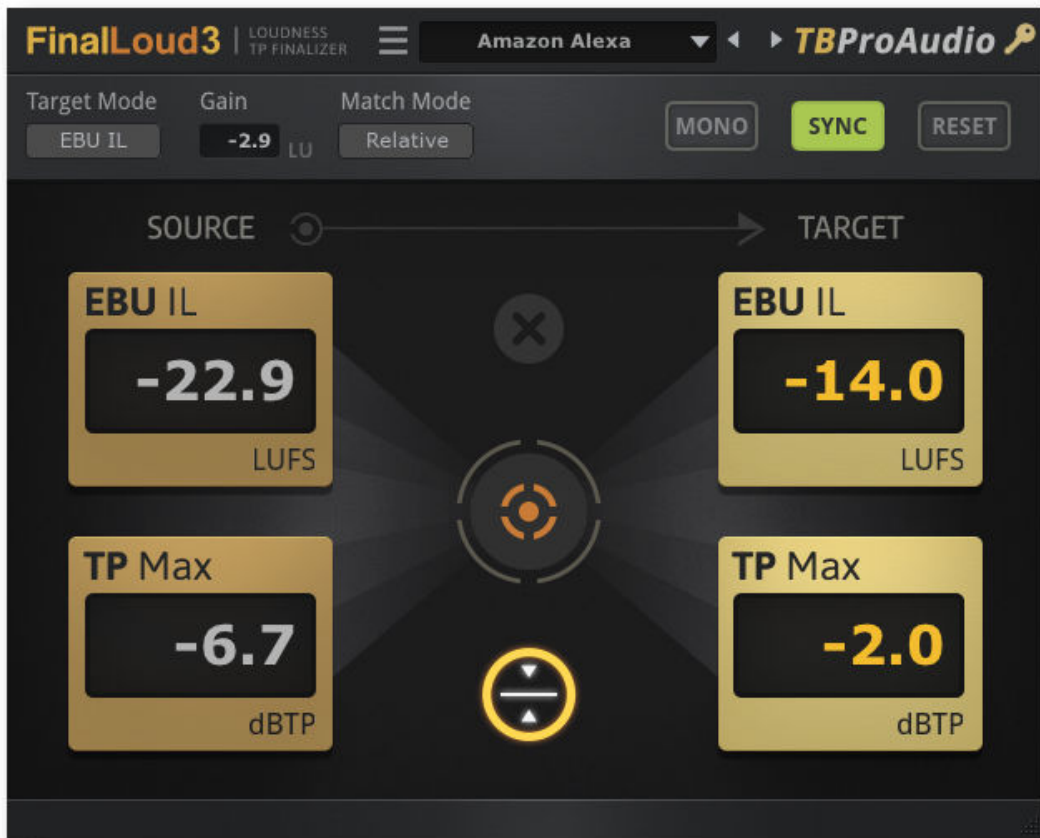 FinalLoud3 LOUDNESS TP FINALIZER Amazon Alexa TBProAudio
Target Mode Gain Match Mode
EBU IL -2.9 LU Relative MONO SYNC RESET
SOURCE TARGET
EBU IL EBU IL
-22.9 -14.0
LUFS LUFS
TP Max TP Max
-6.7 -2.0
dBTP dBTP